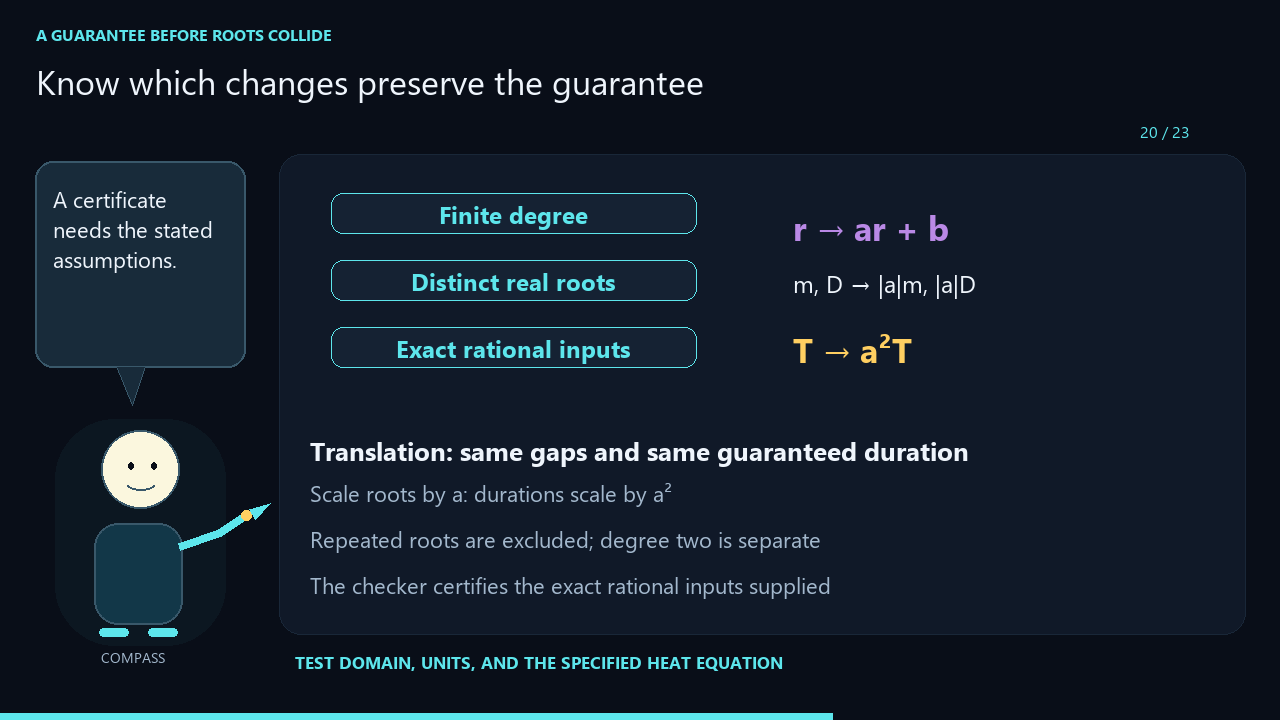 A GUARANTEE BEFORE ROOTS COLLIDE
Know which changes preserve the guarantee
20 / 23
A certificate
needs the stated
assumptions.
Finite degree
Distinct real roots
Exact rational inputs
r → ar + b
m, D → |a|m, |a|D
T → a²T
Translation: same gaps and same guaranteed duration
Scale roots by a: durations scale by a²
Repeated roots are excluded; degree two is separate
The checker certifies the exact rational inputs supplied
COMPASS
TEST DOMAIN, UNITS, AND THE SPECIFIED HEAT EQUATION